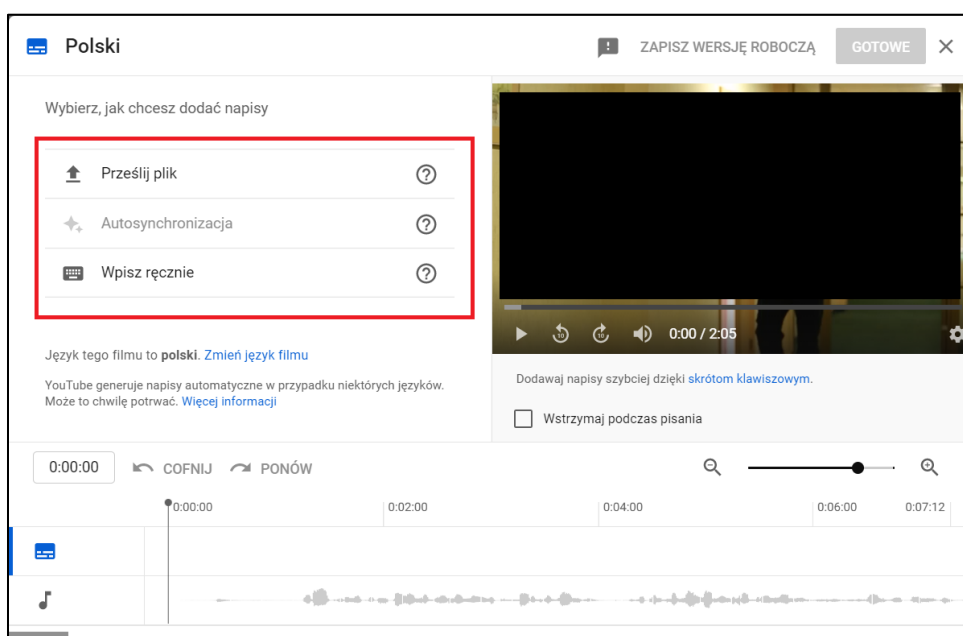 Polski
ZAPISZ WERSJĘ ROBOCZĄ
GOTOWE
Wybierz, jak chcesz dodać napisy
Prześlij plik
Autosynchronizacja
Wpisz ręcznie
Język tego filmu to polski. Zmień język filmu
YouTube generuje napisy automatyczne w przypadku niektórych języków.
Może to chwilę potrwać. Więcej informacji
10
10
0:00 / 2:05
Dodawaj napisy szybciej dzięki skrótom klawiszowym.
Wstrzymaj podczas pisania
0:00:00
COFNIJ
PONÓW
0:00:00
0:02:00
0:04:00
0:06:00
0:07:12